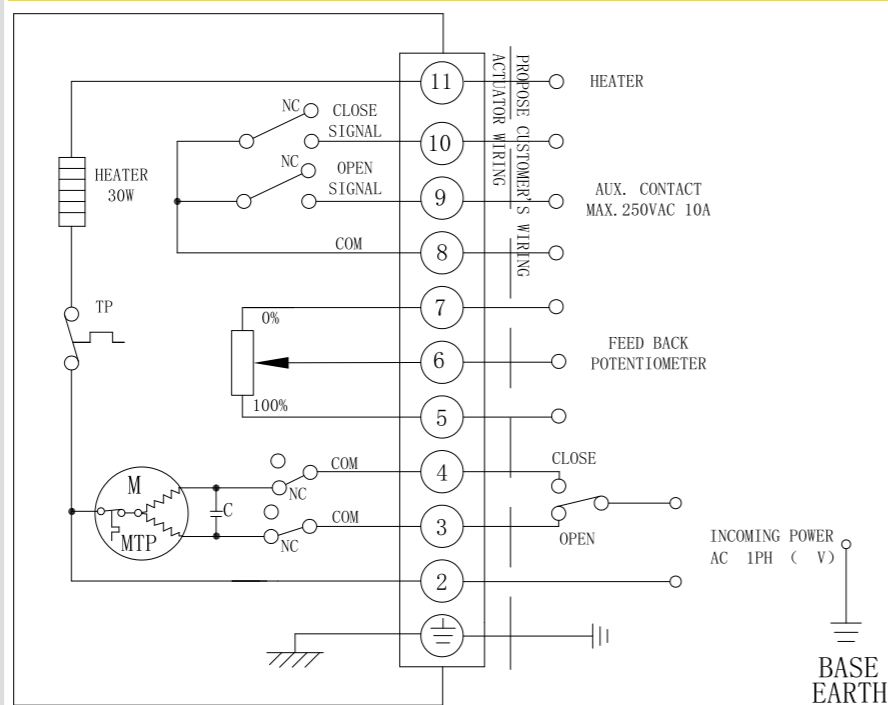 11
HEATER
NC
CLOSE
SIGNAL
10
NC
OPEN
SIGNAL
9
AUX. CONTACT
MAX.250VAC 10A
HEATER
30W
COM
8
ACTUATOR WIRING
PROPOSE CUSTOMER'S WIRING
7
0%
TP
6
FEED BACK
POTENTIOMETER
100%
5
COM
4
CLOSE
NC
M
C
MTP
COM
3
OPEN
NC
INCOMING POWER
AC 1PH ( V)
2
BASE
EARTH